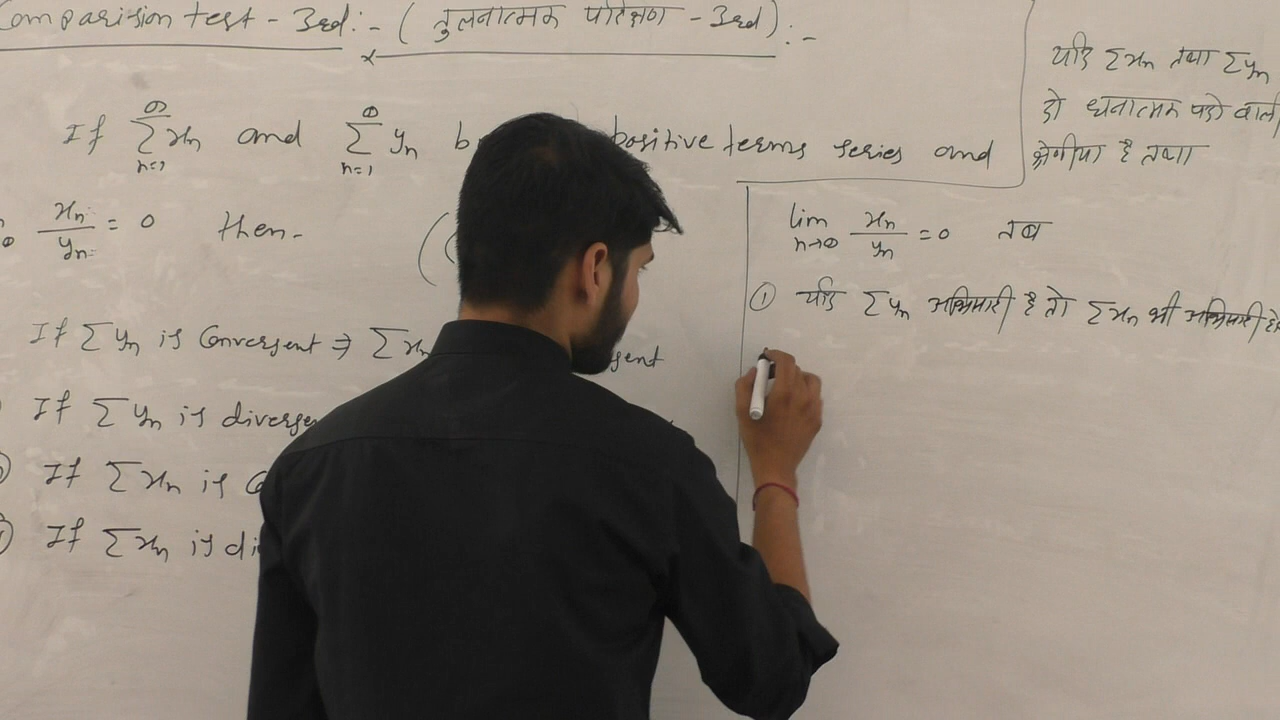 Comparision test - 3rd :- ( तुलनात्मक परिक्षण - 3rd ) :-
If ∞ Σ n=1 xn and ∞ Σ n=1 yn b positive terms series and
xn/yn = 0 then -
If Σ yn is Convergent ⇒ Σ xn gent
If Σ yn is diverge
If Σ xn is C
If Σ xn is di
यदि Σxn तथा Σyn
दो धनात्मक पदो वाली
श्रेणीया है तथा
lim n→∞ xn/yn = 0 तब
① यदि Σ yn अभिसारी है तो Σ xn भी अभिसारी हो